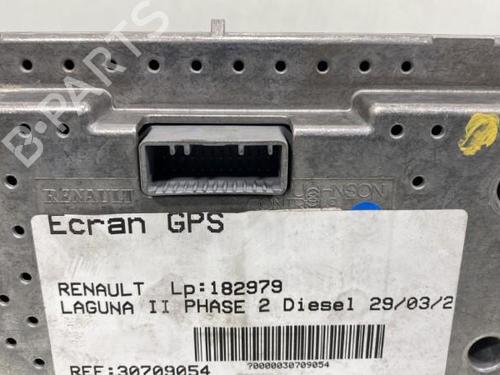 B-PARTS
RENAULT
JOHNSON
CONTROLS
Ecran GPS
RENAULT Lp:182979
LAGUNA II PHASE 2 Diesel 29/03/2
70000030709054
REF:30709054